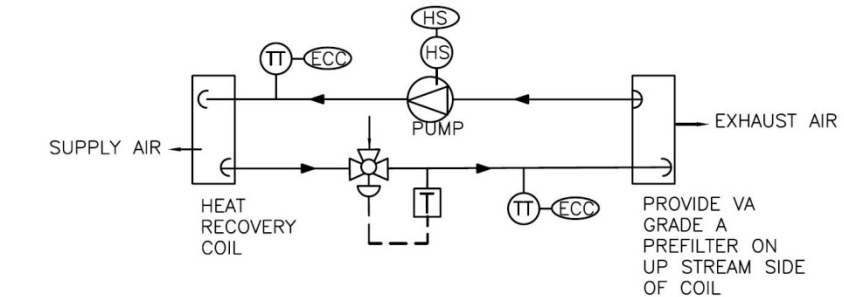 HS
HS
TT ECC
PUMP
EXHAUST AIR
SUPPLY AIR
T
TT ECC
HEAT
RECOVERY
COIL
PROVIDE VA
GRADE A
PREFILTER ON
UP STREAM SIDE
OF COIL